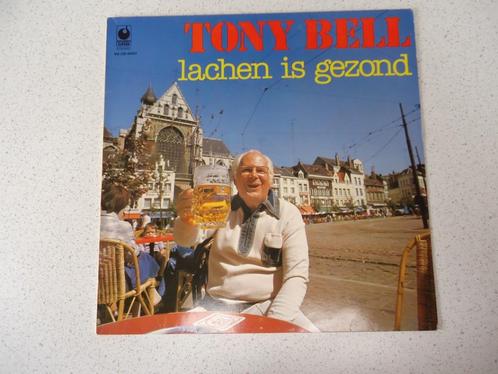 TONY BELL
lachen is gezond